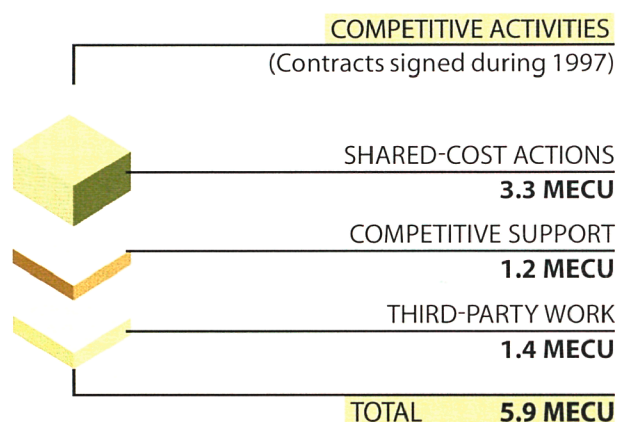 COMPETITIVE ACTIVITIES
(Contracts signed during 1997)
SHARED-COST ACTIONS
3.3 MECU
COMPETITIVE SUPPORT
1.2 MECU
THIRD-PARTY WORK
1.4 MECU
TOTAL 5.9 MECU